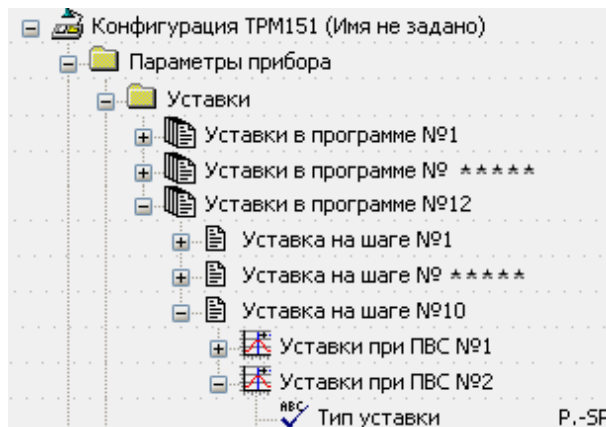 Конфигурация ТРМ151 (Имя не задано)
Параметры прибора
Уставки
Уставки в программе №1
Уставки в программе № *****
Уставки в программе №12
Уставка на шаге №1
Уставка на шаге № *****
Уставка на шаге №10
Уставки при ПВС №1
Уставки при ПВС №2
ABC Тип уставки P.-SP